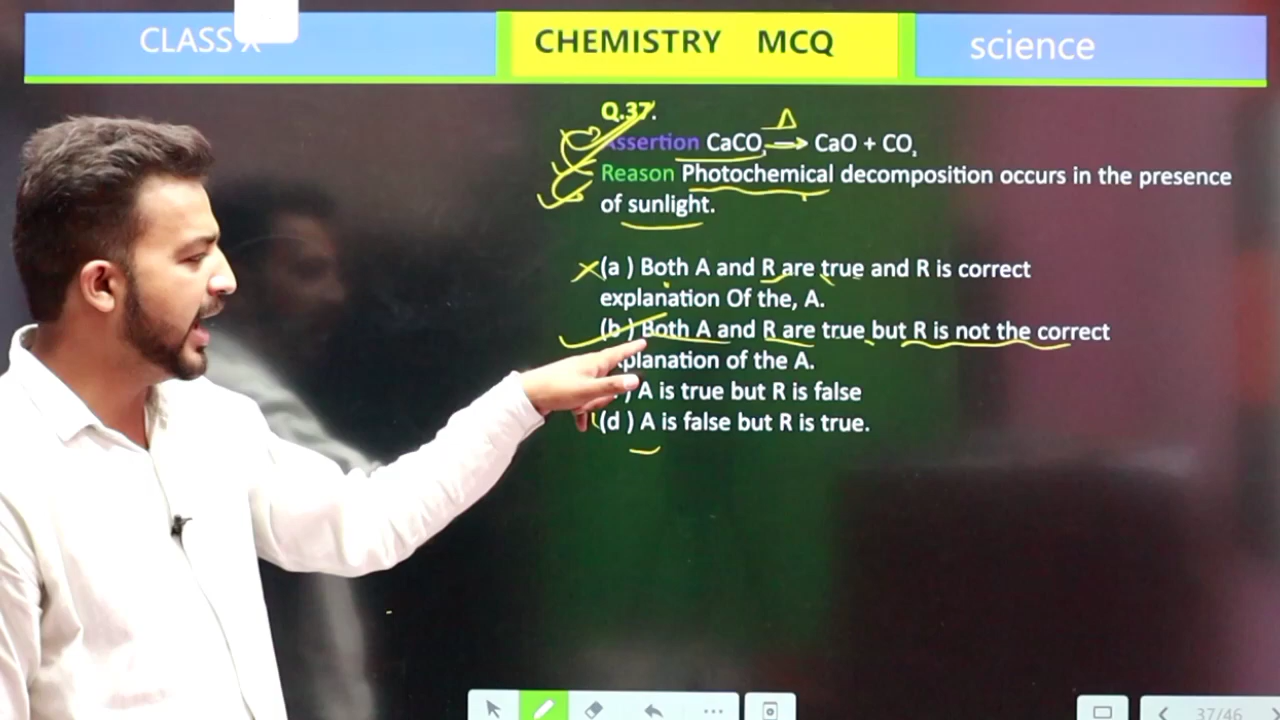 CLASS X
CHEMISTRY MCQ
science
Q.37.
Δ
Assertion CaCO₃ → CaO + CO₂
Reason Photochemical decomposition occurs in the presence
of sunlight.
(a ) Both A and R are true and R is correct
explanation Of the, A.
(b ) Both A and R are true but R is not the correct
planation of the A.
) A is true but R is false
(d ) A is false but R is true.
37/46